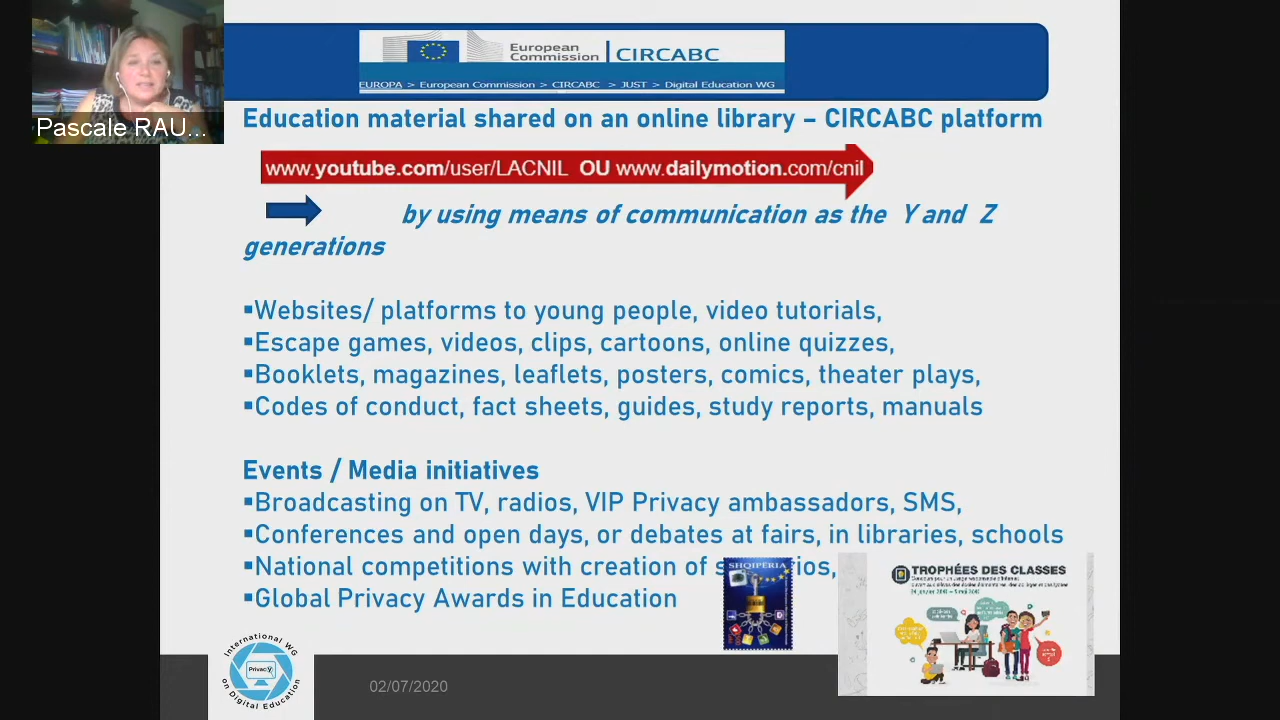 European
Commission
CIRCABC
EUROPA > European Commission > CIRCABC > JUST > Digital Education WG
Pascale RAU...
Education material shared on an online library – CIRCABC platform
www.youtube.com/user/LACNIL OU www.dailymotion.com/cnil
by using means of communication as the Y and Z
generations
▪Websites/ platforms to young people, video tutorials,
▪Escape games, videos, clips, cartoons, online quizzes,
▪Booklets, magazines, leaflets, posters, comics, theater plays,
▪Codes of conduct, fact sheets, guides, study reports, manuals
Events / Media initiatives
▪Broadcasting on TV, radios, VIP Privacy ambassadors, SMS,
▪Conferences and open days, or debates at fairs, in libraries, schools
▪National competitions with creation of
▪Global Privacy Awards in Education
SHQIPËRIA
TROPHÉES DES CLASSES
International WG
Privacy
on Digital Education
02/07/2020